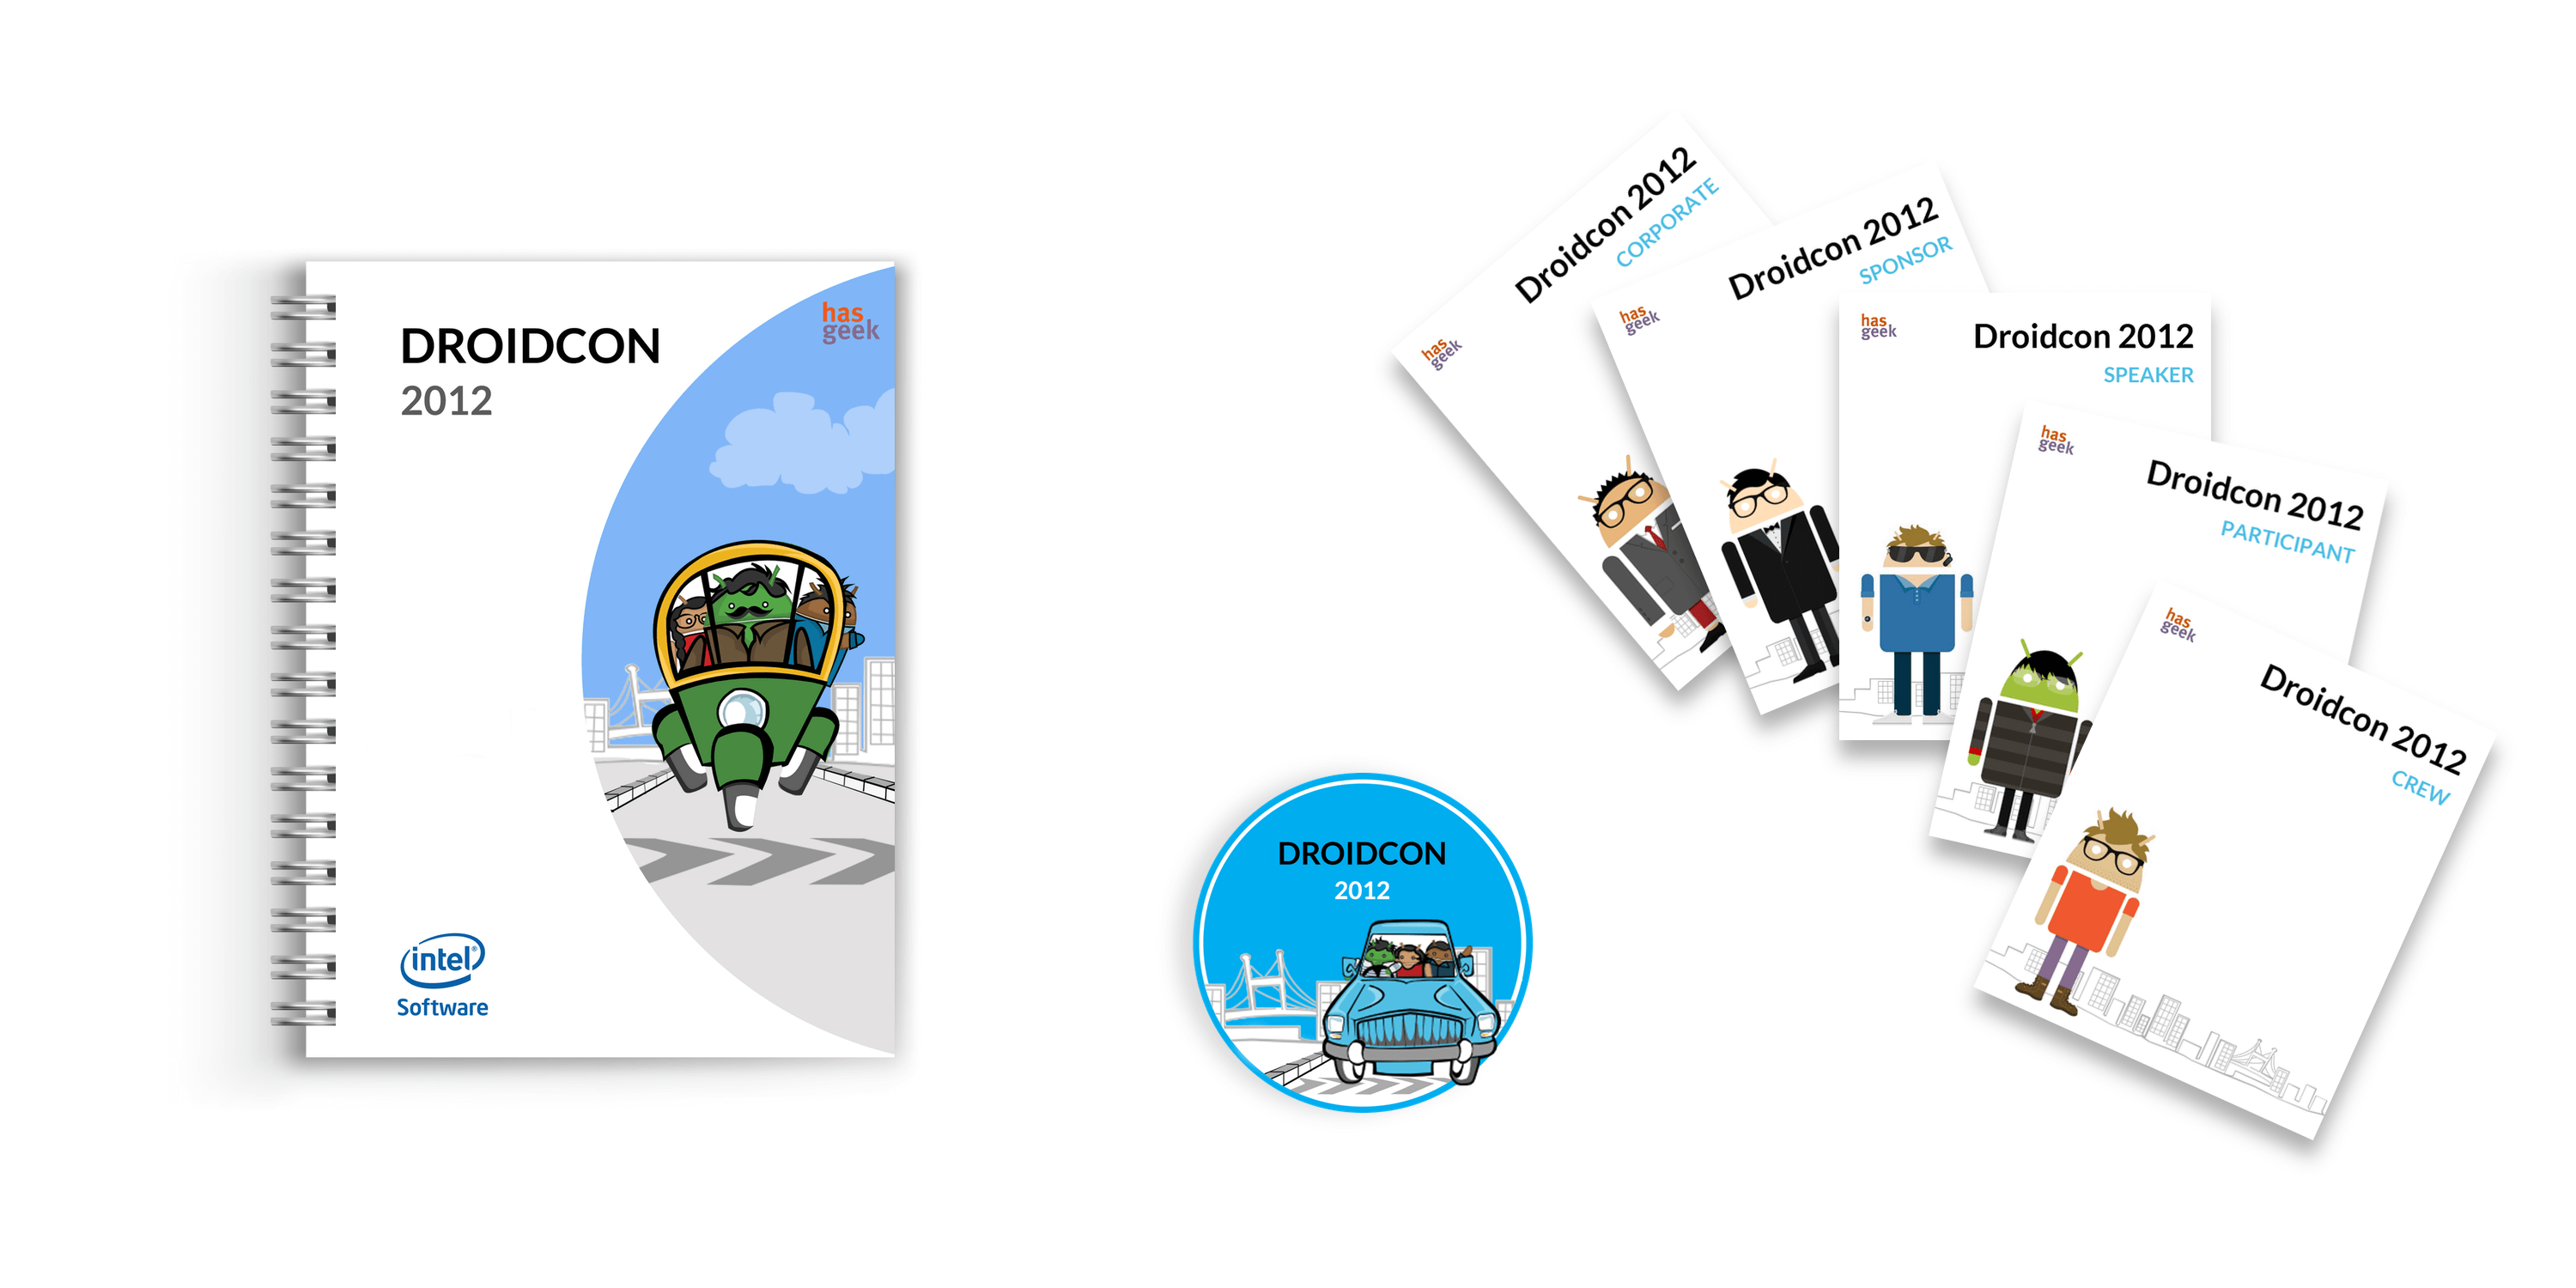 DROIDCON
2012
has
geek
intel®
Software
DROIDCON
2012
has
geek
Droidcon 2012
CORPORATE
has
geek
Droidcon 2012
SPONSOR
has
geek
Droidcon 2012
SPEAKER
has
geek
Droidcon 2012
PARTICIPANT
has
geek
Droidcon 2012
CREW